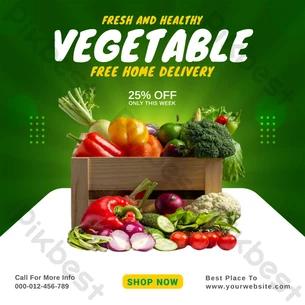 FRESH AND HEALTHY
VEGETABLE
FREE HOME DELIVERY
25% OFF
ONLY THIS WEEK
Call For More Info
000-012-456-789
SHOP NOW
Best Place To
www.yourwebsite.com
pikbest